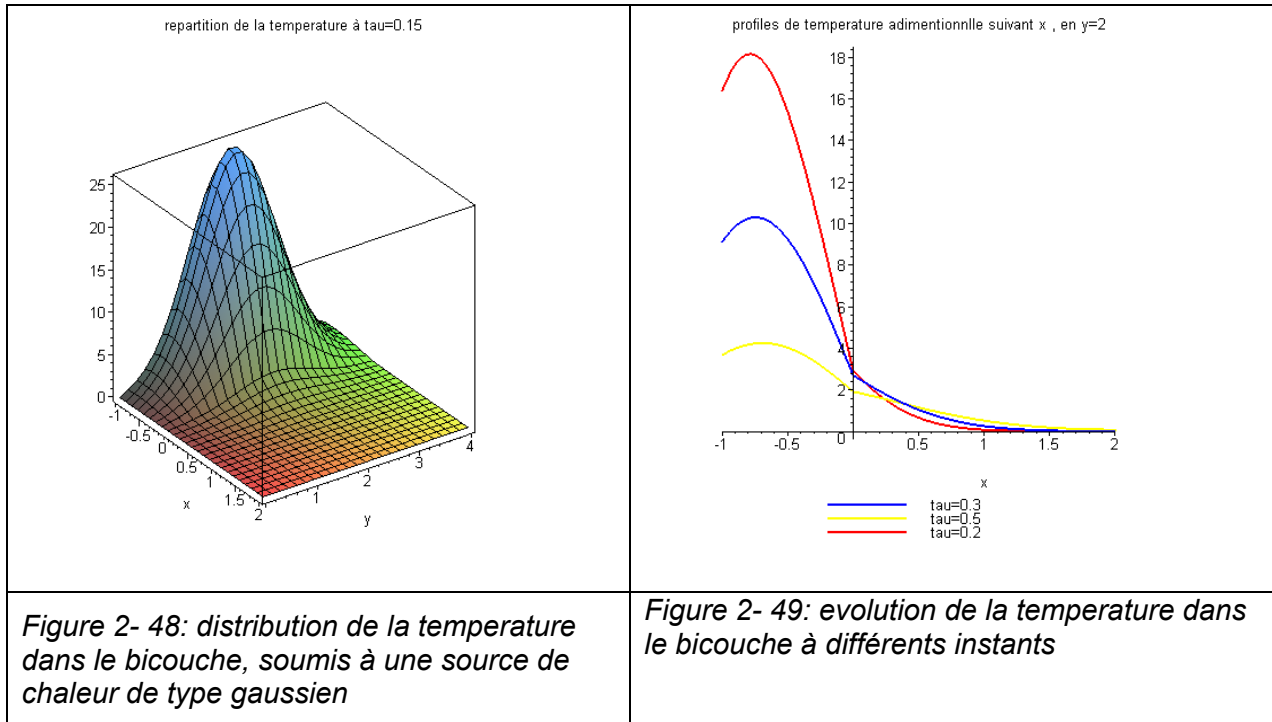 repartition de la temperature à tau=0.15
25
20
15
10
5
0
-1
-0.5
0
0.5
1
1.5
2
x
1
2
3
4
y
profiles de temperature adimentionnlle suivant x , en y=2
18
16
14
12
10
8
6
4
2
0
-1
-0.5
0.5
1
1.5
2
x
tau=0.3
tau=0.5
tau=0.2
Figure 2- 48: distribution de la temperature
dans le bicouche, soumis à une source de
chaleur de type gaussien
Figure 2- 49: evolution de la temperature dans
le bicouche à différents instants